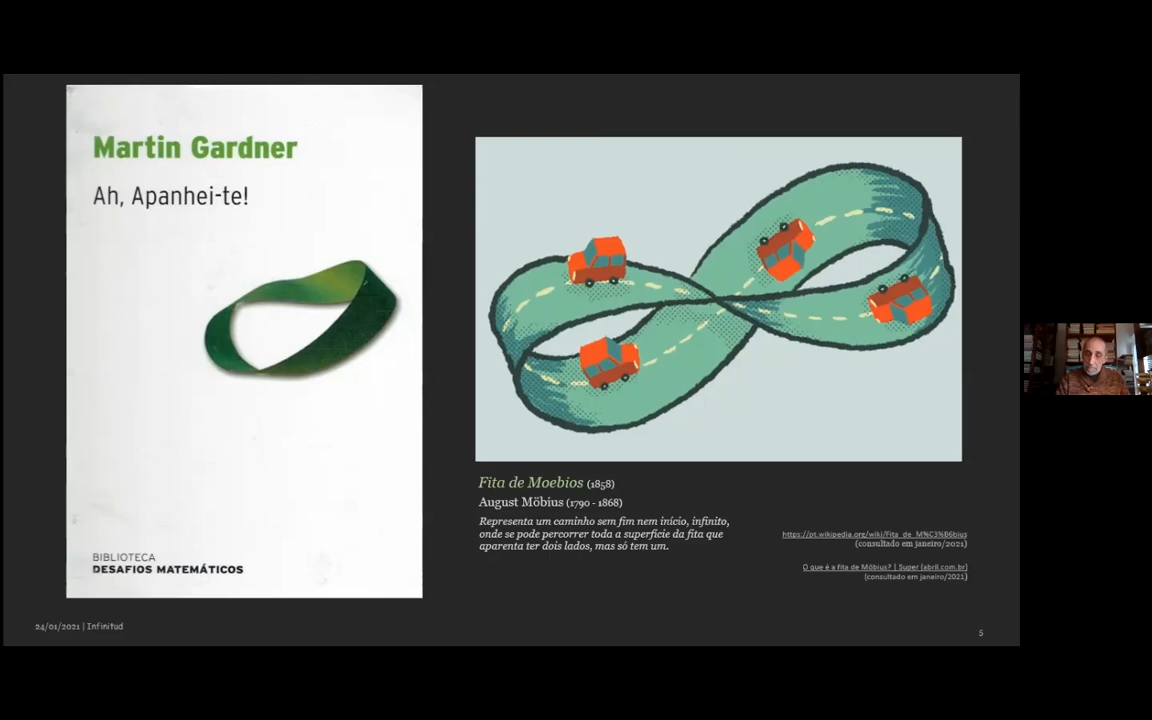 Martin Gardner
Ah, Apanhei-te!
BIBLIOTECA
DESAFIOS MATEMÁTICOS
Fita de Moebios (1858)
August Möbius (1790 - 1868)
Representa um caminho sem fim nem início, infinito,
onde se pode percorrer toda a superfície da fita que
aparenta ter dois lados, mas só tem um.
https://pt.wikipedia.org/wiki/Fita_de_M%C3%B6bius
(consultado em janeiro/2021)
O que é a fita de Möbius? | Super (abril.com.br)
(consultado em janeiro/2021)
24/01/2021 | Infinitud
5